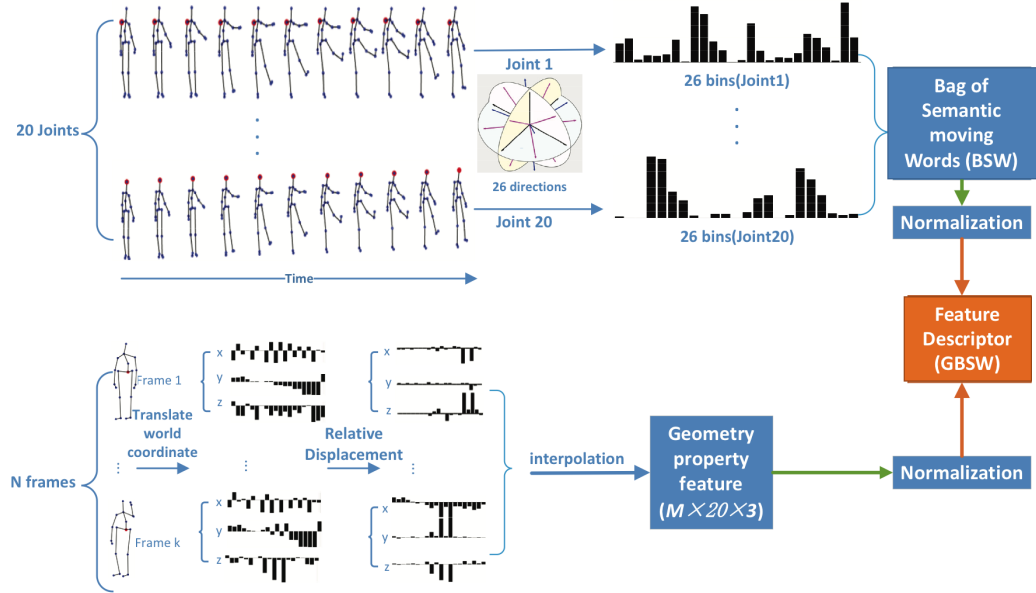 20 Joints
Joint 1
26 directions
Joint 20
Time
26 bins(Joint1)
26 bins(Joint20)
Bag of
Semantic
moving
Words (BSW)
Normalization
Feature
Descriptor
(GBSW)
N frames
Frame 1
Translate
world
coordinate
Frame k
x
y
z
x
y
z
Relative
Displacement
x
y
z
x
y
z
interpolation
Geometry
property
feature
(M×20×3)
Normalization